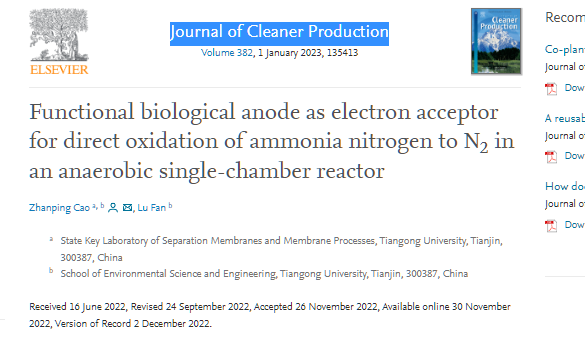 Journal of Cleaner Production
Volume 382, 1 January 2023, 135413
ELSEVIER
Cleaner
Production
Functional biological anode as electron acceptor
for direct oxidation of ammonia nitrogen to N₂ in
an anaerobic single-chamber reactor
Zhanping Cao ᵃ, ᵇ, Lu Fan ᵇ
a State Key Laboratory of Separation Membranes and Membrane Processes, Tiangong University, Tianjin,
300387, China
b School of Environmental Science and Engineering, Tiangong University, Tianjin, 300387, China
Received 16 June 2022, Revised 24 September 2022, Accepted 26 November 2022, Available online 30 November
2022, Version of Record 2 December 2022.
Recom
Co-plan
Journal o
Dow
A reusab
Journal o
Dow
How do
Journal o
Dow